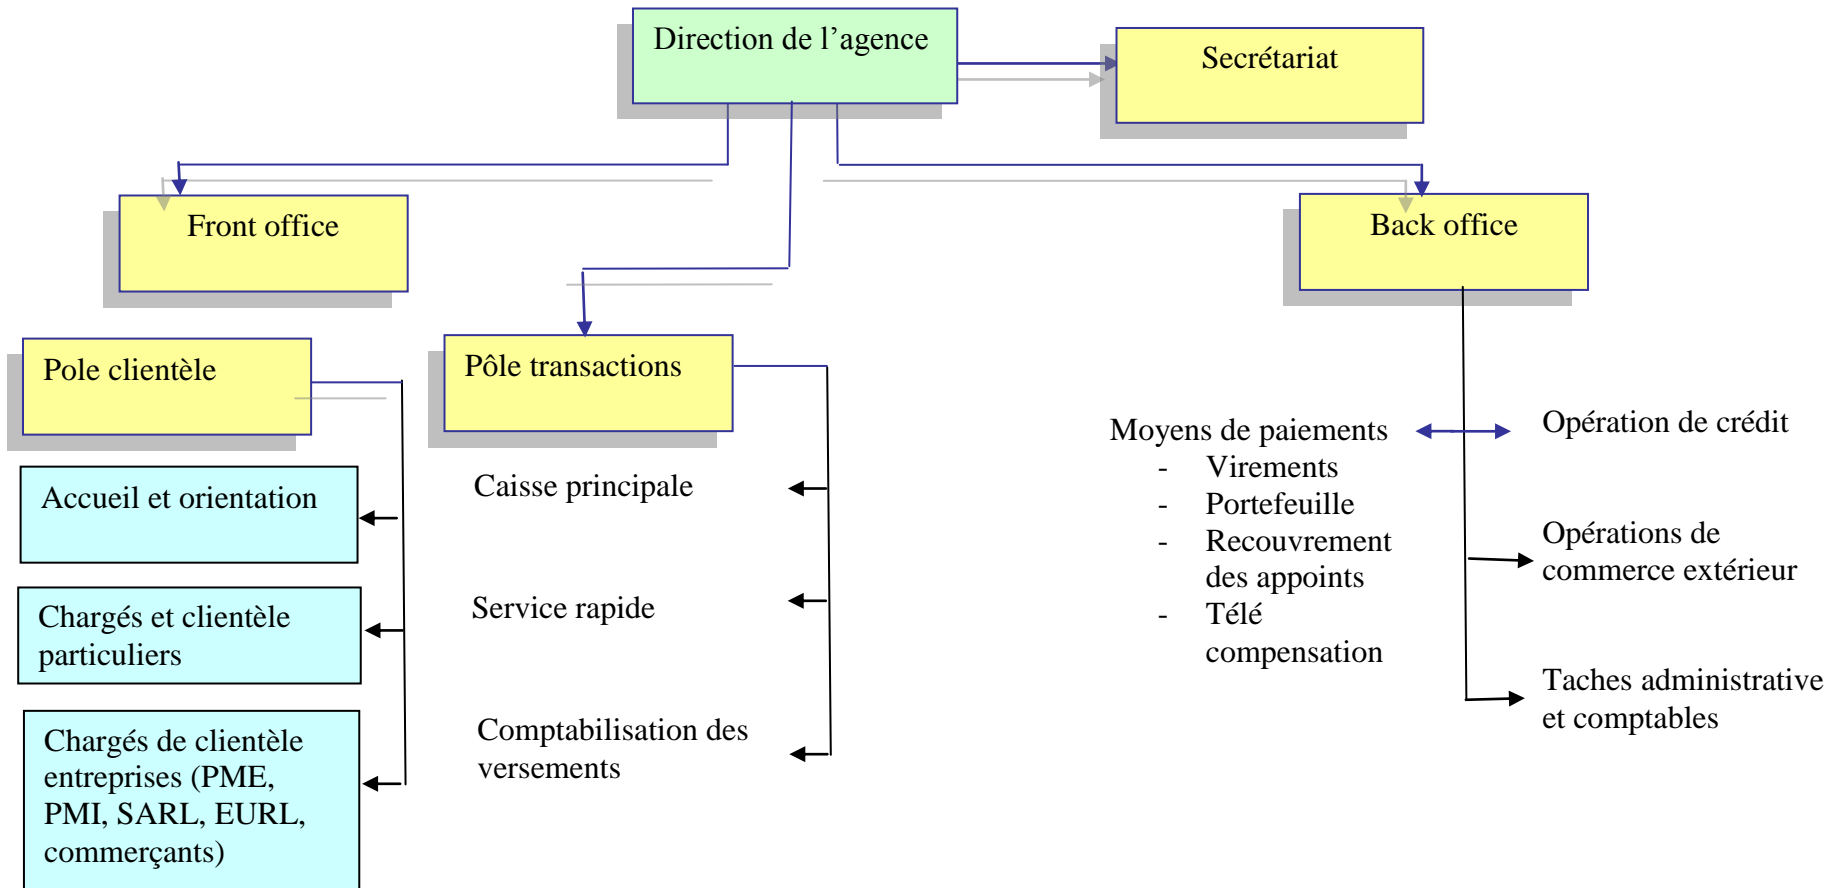 Direction de l’agence
Secrétariat
Front office
Back office
Pole clientèle
Accueil et orientation
Chargés et clientèle
particuliers
Chargés de clientèle
entreprises (PME,
PMI, SARL, EURL,
commerçants)
Pôle transactions
Caisse principale
Service rapide
Comptabilisation des
versements
Moyens de paiements
- Virements
- Portefeuille
- Recouvrement
des appoints
- Télé
compensation
Opération de crédit
Opérations de
commerce extérieur
Taches administrative
et comptables